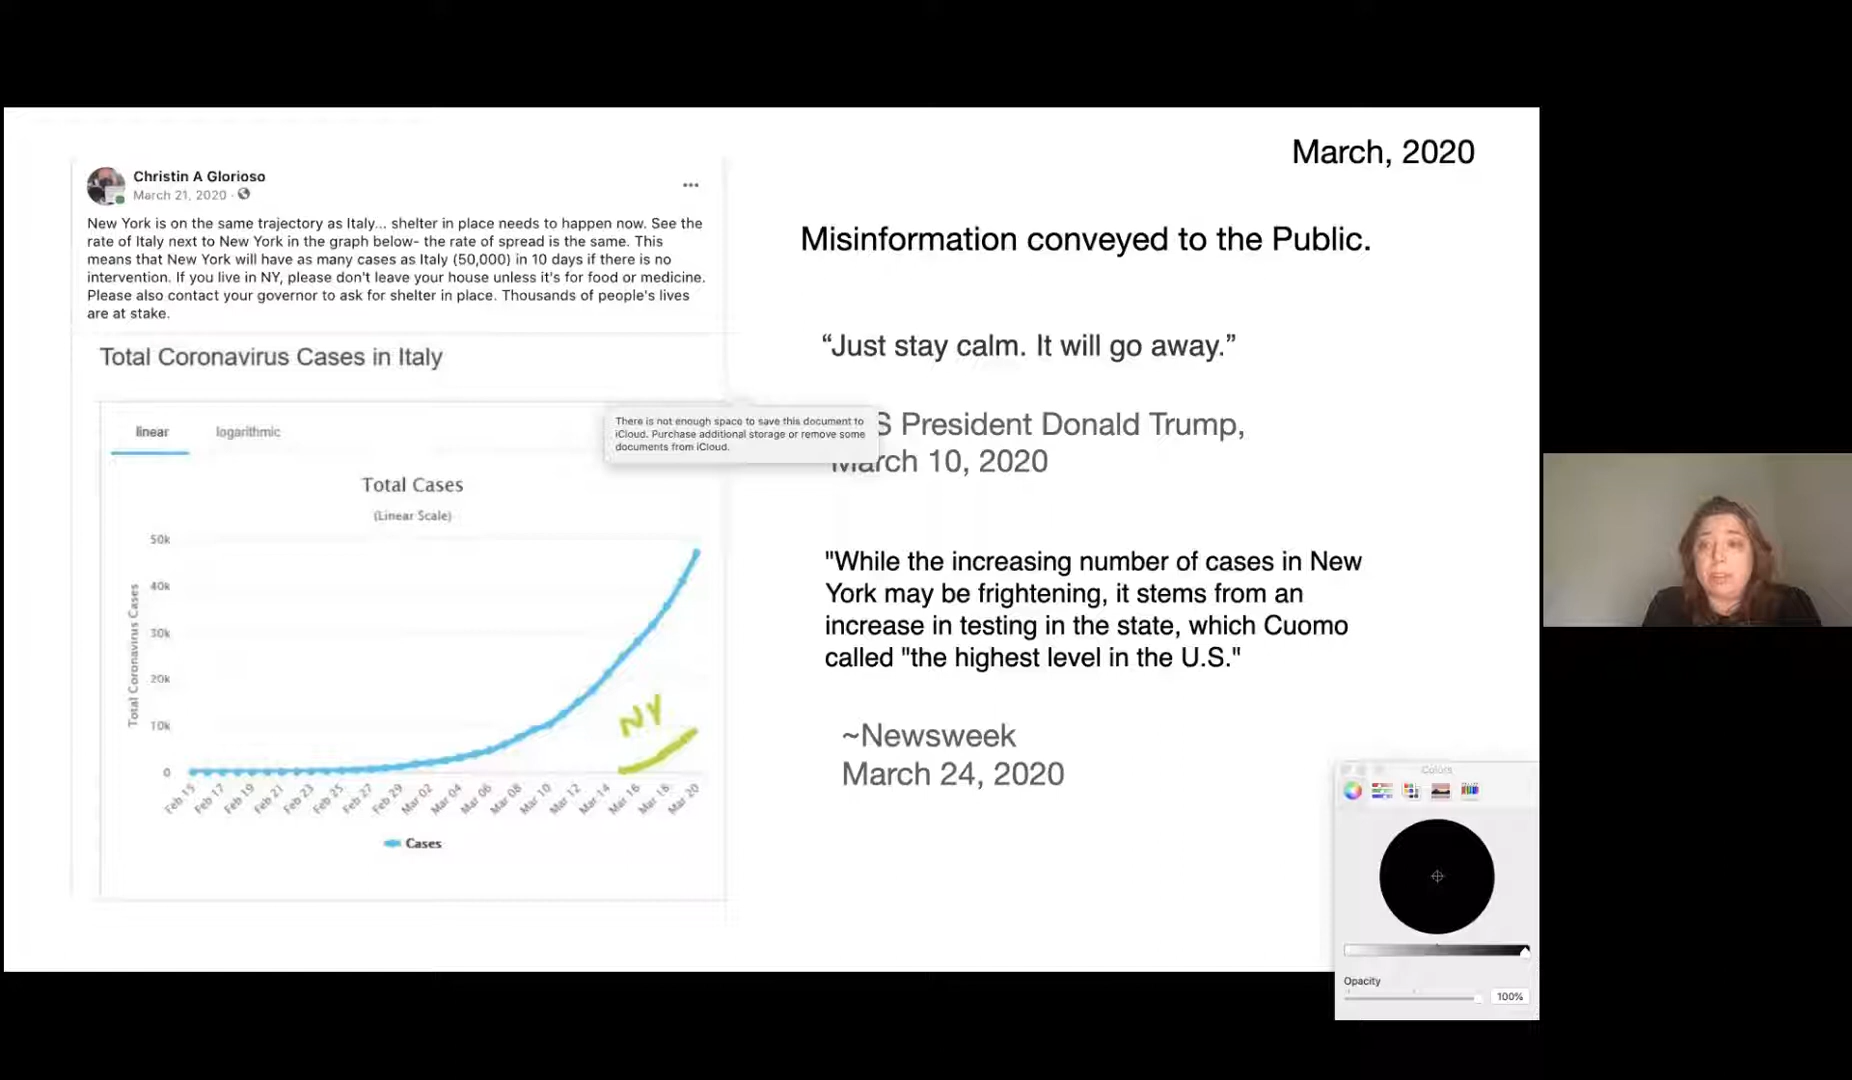 March, 2020
Christin A Glorioso
March 21, 2020 ·
New York is on the same trajectory as Italy... shelter in place needs to happen now. See the
rate of Italy next to New York in the graph below- the rate of spread is the same. This
means that New York will have as many cases as Italy (50,000) in 10 days if there is no
intervention. If you live in NY, please don't leave your house unless it's for food or medicine.
Please also contact your governor to ask for shelter in place. Thousands of people's lives
are at stake.
Total Coronavirus Cases in Italy
linear
logarithmic
Total Cases
(Linear Scale)
Total Coronavirus Cases
50k
40k
30k
20k
10k
0
NY
Feb 15
Feb 17
Feb 19
Feb 21
Feb 23
Feb 25
Feb 27
Feb 29
Mar 02
Mar 04
Mar 06
Mar 08
Mar 10
Mar 12
Mar 14
Mar 16
Mar 18
Mar 20
Cases
There is not enough space to save this document to
iCloud. Purchase additional storage or remove some
documents from iCloud.
Misinformation conveyed to the Public.
“Just stay calm. It will go away.”
S President Donald Trump,
March 10, 2020
"While the increasing number of cases in New
York may be frightening, it stems from an
increase in testing in the state, which Cuomo
called "the highest level in the U.S."
~Newsweek
March 24, 2020
Colors
Opacity
100%